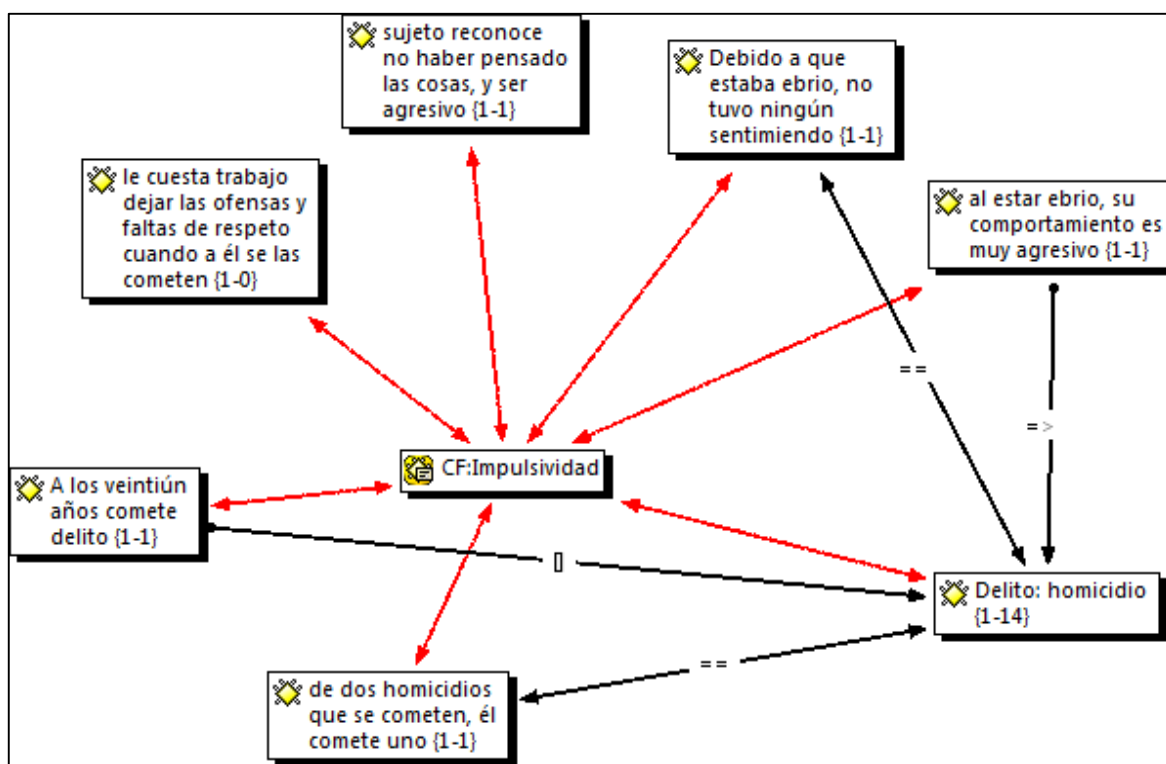 sujeto reconoce
no haber pensado
las cosas, y ser
agresivo {1-1}
Debido a que
estaba ebrio, no
tuvo ningún
sentimiendo {1-1}
le cuesta trabajo
dejar las ofensas y
faltas de respeto
cuando a él se las
cometen {1-0}
al estar ebrio, su
comportamiento es
muy agresivo {1-1}
==
=>
CF:Impulsividad
A los veintiún
años comete
delito {1-1}
[]
Delito: homicidio
{1-14}
==
de dos homicidios
que se cometen, él
comete uno {1-1}